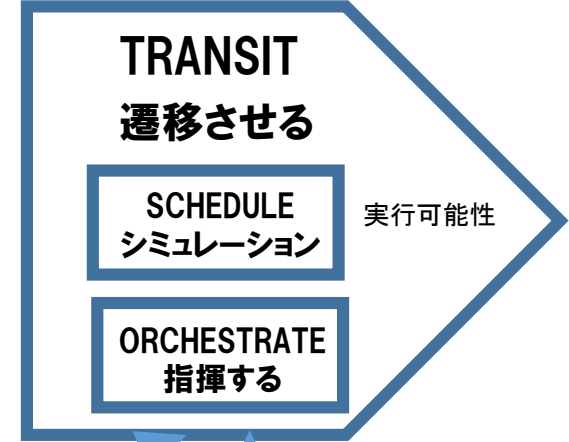 TRANSIT
遷移させる
SCHEDULE
シミュレーション
実行可能性
ORCHESTRATE
指揮する